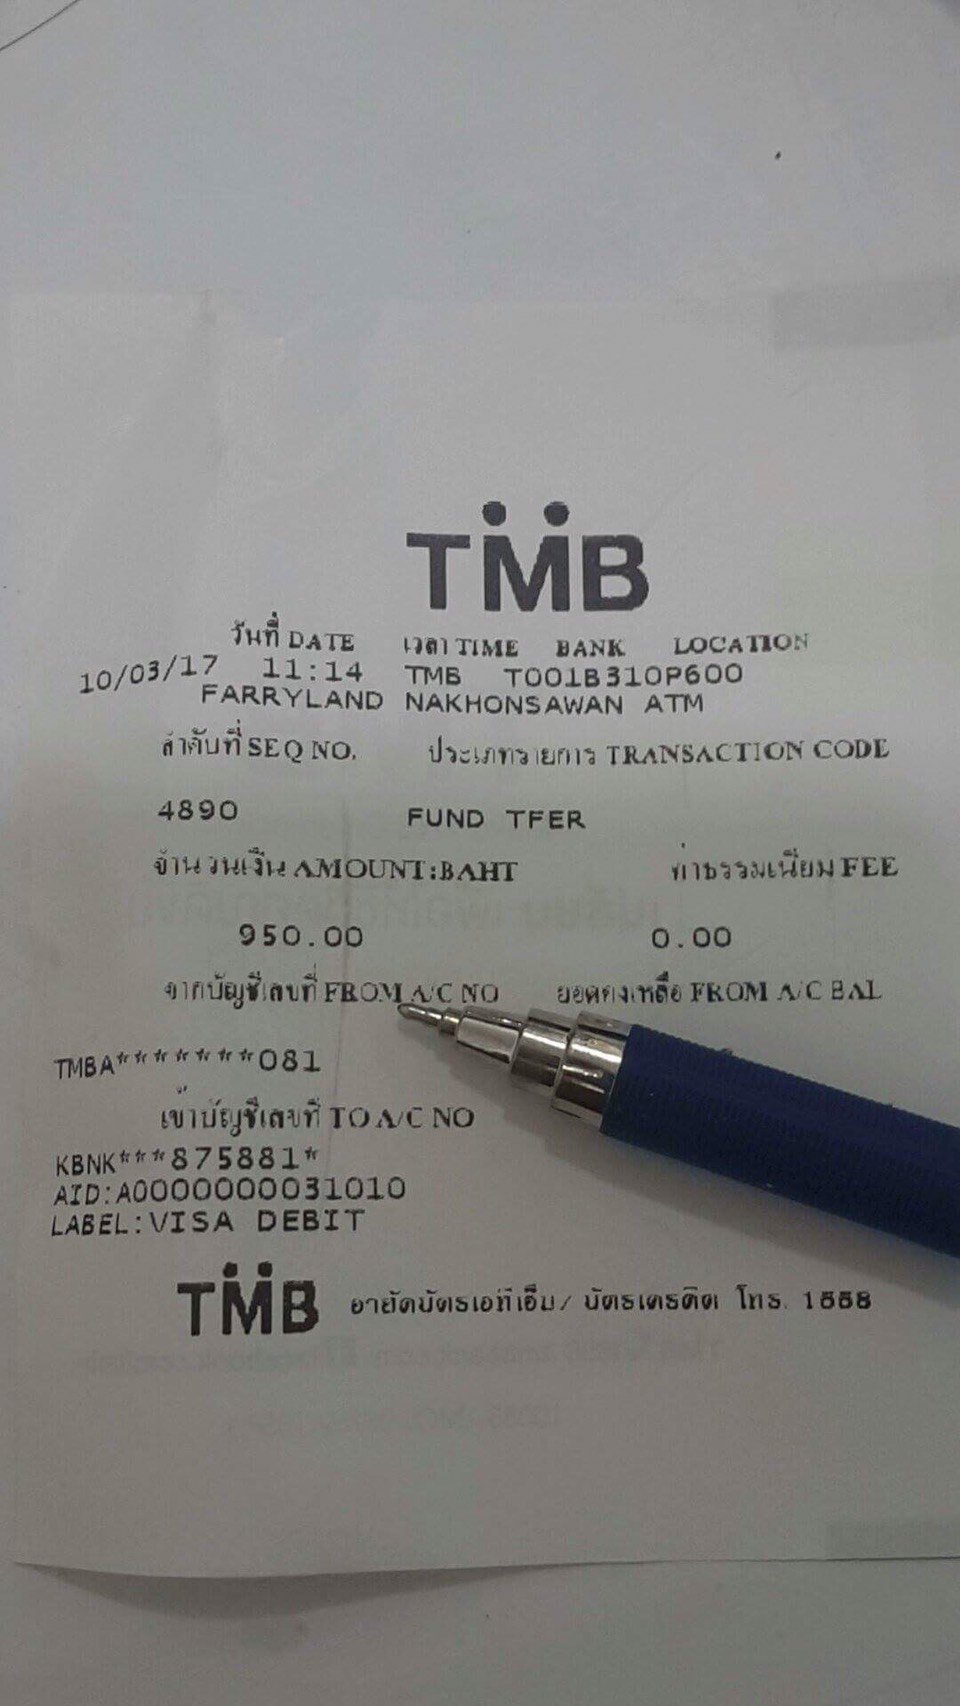 TMB
วันที่ DATE เวลา TIME BANK LOCATION
10/03/17 11:14 TMB T001B310P600
FARRYLAND NAKHONSAWAN ATM
ลำดับที่ SEQ NO. ประเภทรายการ TRANSACTION CODE
4890 FUND TFER
จำนวนเงิน AMOUNT:BAHT ค่าธรรมเนียม FEE
950.00 0.00
จากบัญชีเลขที่ FROM A/C NO ยอดคงเหลือ FROM A/C BAL
TMBA*******081
เข้าบัญชีเลขที่ TO A/C NO
KBNK***875881*
AID:A0000000031010
LABEL:VISA DEBIT
TMB อายัดบัตรเอทีเอ็ม/ บัตรเครดิต โทร. 1558